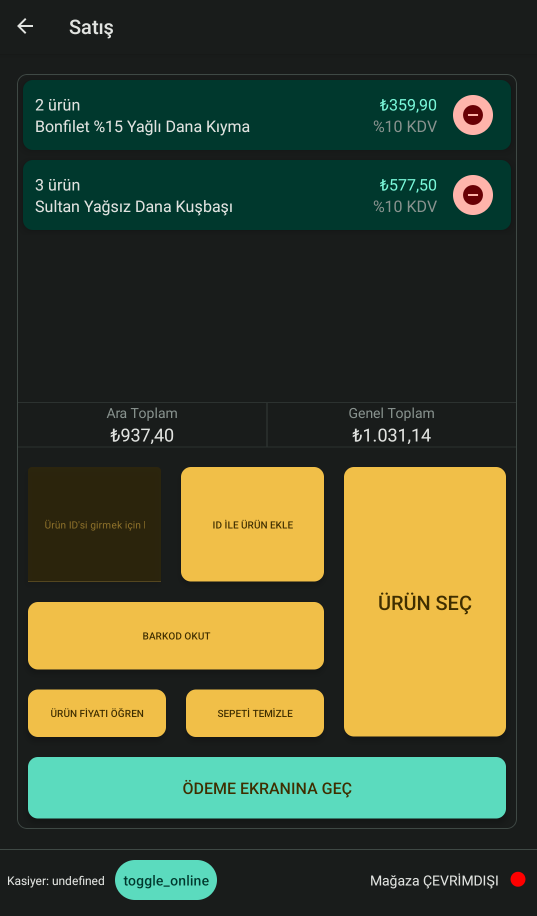 Satış
2 ürün
₺359,90
Bonfilet %15 Yağlı Dana Kıyma
%10 KDV
3 ürün
₺577,50
Sultan Yağsız Dana Kuşbaşı
%10 KDV
Ara Toplam
Genel Toplam
₺937,40
₺1.031,14
Ürün ID'si girmek için
ID İLE ÜRÜN EKLE
ÜRÜN SEÇ
BARKOD OKUT
ÜRÜN FİYATI ÖĞREN
SEPETİ TEMİZLE
ÖDEME EKRANINA GEÇ
Kasiyer: undefined
toggle_online
Mağaza ÇEVRİMDIŞI